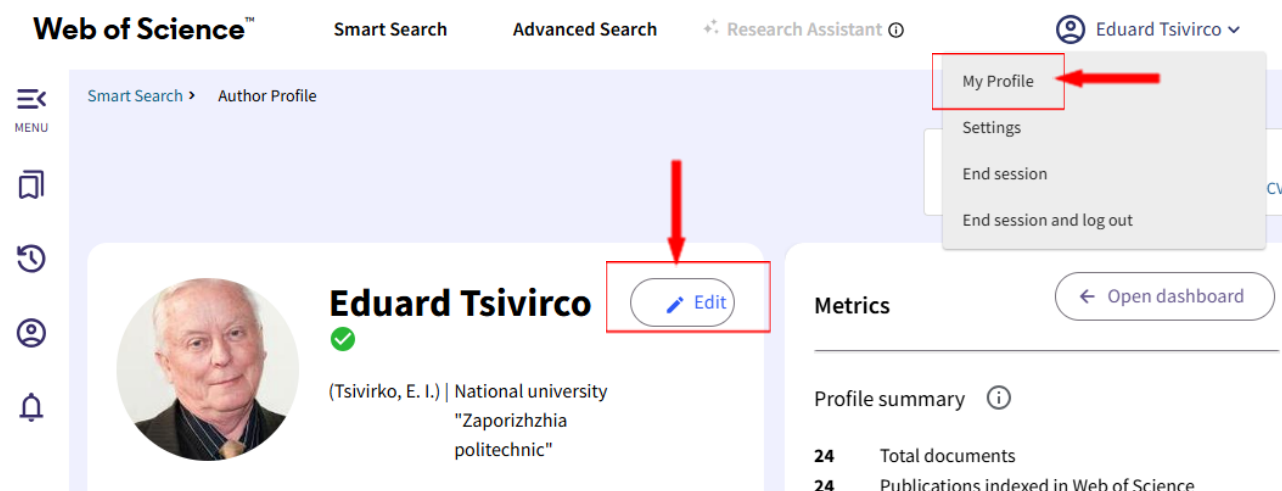 Web of Science™
Smart Search
Advanced Search
Research Assistant
Eduard Tsivirco
My Profile
Settings
End session
End session and log out
MENU
Smart Search
Author Profile
CV
Eduard Tsivirco
Edit
(Tsivirko, E. I.) | National university
"Zaporizhzhia
politechnic"
Metrics
Open dashboard
Profile summary
24 Total documents
24 Publications indexed in Web of Science